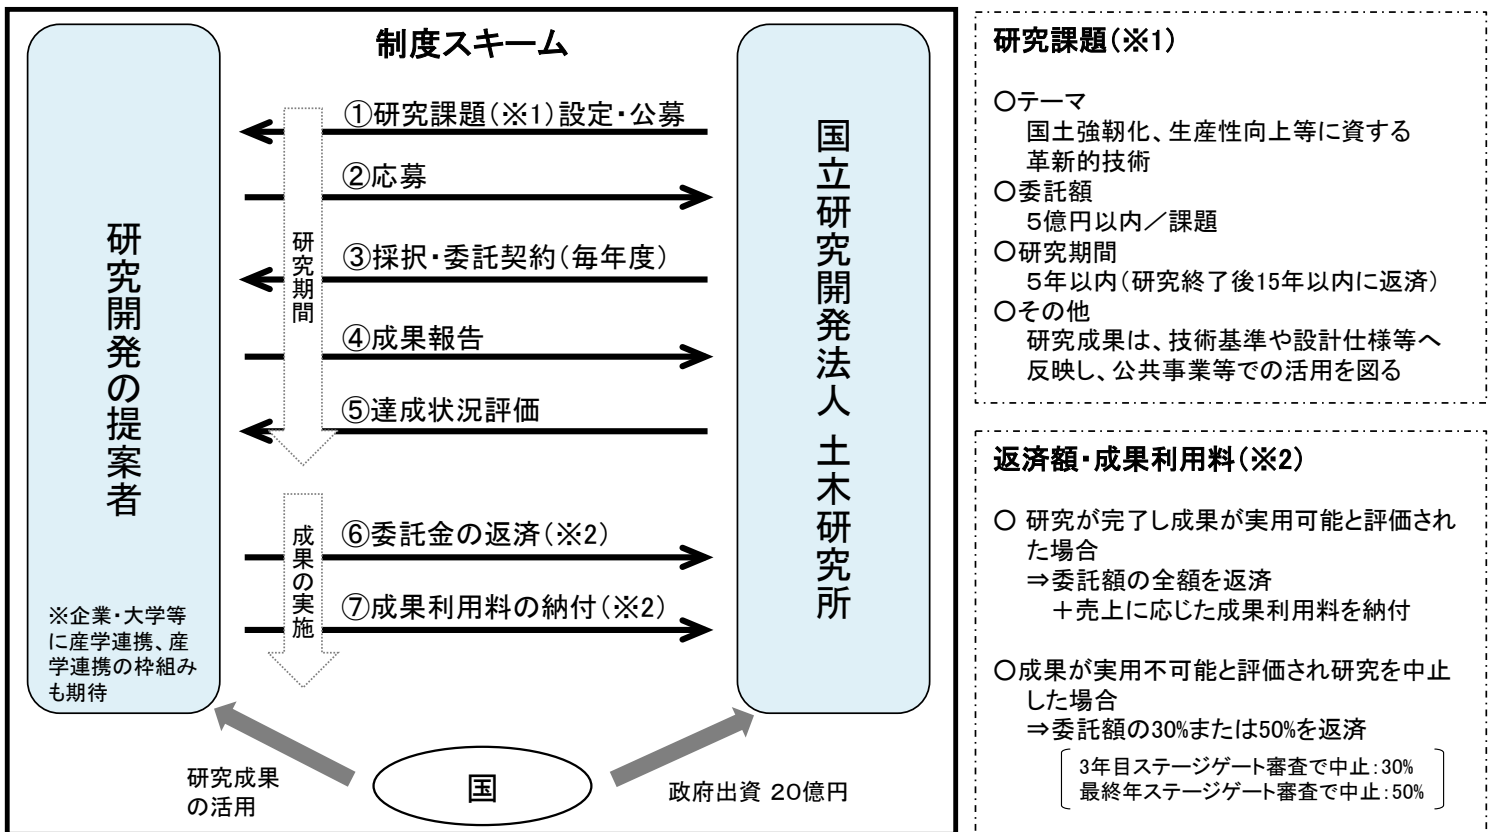 制度スキーム
研究開発の提案者
※企業・大学等
に産学連携、産
学連携の枠組み
も期待
①研究課題(※1)設定・公募
②応募
③採択・委託契約(毎年度)
④成果報告
⑤達成状況評価
研究期間
⑥委託金の返済(※2)
⑦成果利用料の納付(※2)
成果の実施
国立研究開発法人 土木研究所
研究成果
の活用
国
政府出資 20億円
研究課題(※1)
○テーマ
国土強靭化、生産性向上等に資する
革新的技術
○委託額
5億円以内/課題
○研究期間
5年以内(研究終了後15年以内に返済)
○その他
研究成果は、技術基準や設計仕様等へ
反映し、公共事業等での活用を図る
返済額・成果利用料(※2)
○ 研究が完了し成果が実用可能と評価され
た場合
⇒委託額の全額を返済
+売上に応じた成果利用料を納付
○成果が実用不可能と評価され研究を中止
した場合
⇒委託額の30%または50%を返済
3年目ステージゲート審査で中止:30%
最終年ステージゲート審査で中止:50%